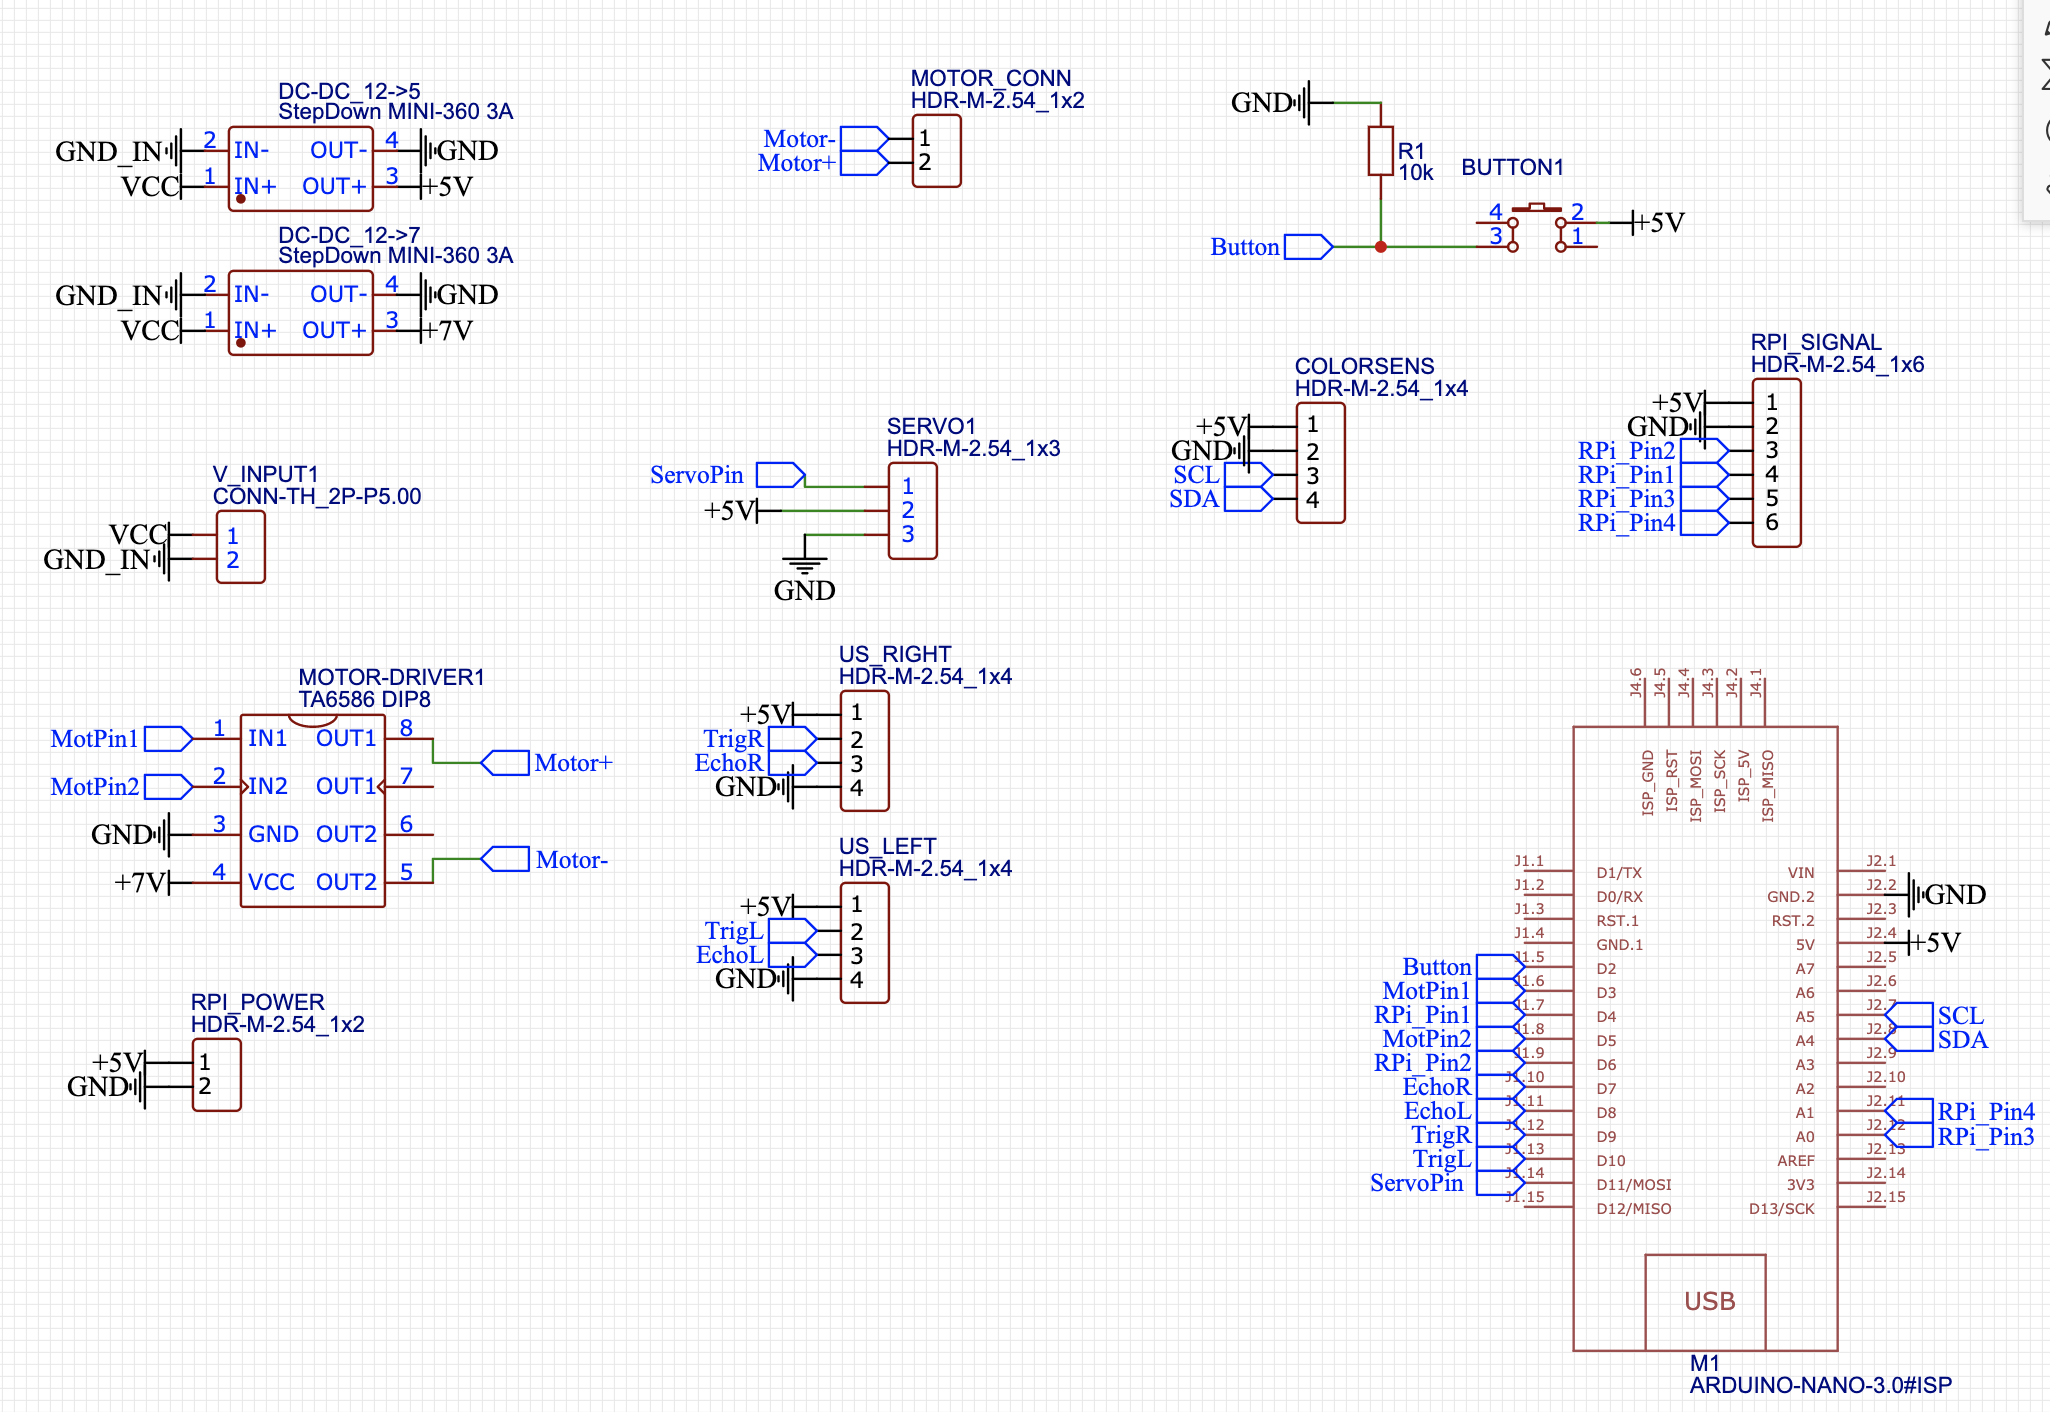 DC-DC_12->5
StepDown MINI-360 3A
GND_IN 2 IN- OUT- 4 GND
VCC 1 IN+ OUT+ 3 +5V
DC-DC_12->7
StepDown MINI-360 3A
GND_IN 2 IN- OUT- 4 GND
VCC 1 IN+ OUT+ 3 +7V
MOTOR_CONN
HDR-M-2.54_1x2
Motor- 1
Motor+ 2
GND
R1
10k
BUTTON1
4 2 +5V
Button 3 1
V_INPUT1
CONN-TH_2P-P5.00
VCC 1
GND_IN 2
SERVO1
HDR-M-2.54_1x3
ServoPin 1
+5V 2
3
GND
COLORSENS
HDR-M-2.54_1x4
+5V 1
GND 2
SCL 3
SDA 4
RPI_SIGNAL
HDR-M-2.54_1x6
+5V 1
GND 2
RPi_Pin2 3
RPi_Pin1 4
RPi_Pin3 5
RPi_Pin4 6
MOTOR-DRIVER1
TA6586 DIP8
MotPin1 1 IN1 OUT1 8 Motor+
MotPin2 2 IN2 OUT1 7
GND 3 GND OUT2 6
+7V 4 VCC OUT2 5 Motor-
US_RIGHT
HDR-M-2.54_1x4
+5V 1
TrigR 2
EchoR 3
GND 4
US_LEFT
HDR-M-2.54_1x4
+5V 1
TrigL 2
EchoL 3
GND 4
RPI_POWER
HDR-M-2.54_1x2
+5V 1
GND 2
J4.6 J4.5 J4.4 J4.3 J4.2 J4.1
ISP_GND ISP_RST ISP_MOSI ISP_SCK ISP_5V ISP_MISO
J1.1 D1/TX VIN J2.1
J1.2 D0/RX GND.2 J2.2 GND
J1.3 RST.1 RST.2 J2.3
J1.4 GND.1 5V J2.4 +5V
Button J1.5 D2 A7 J2.5
MotPin1 J1.6 D3 A6 J2.6
RPi_Pin1 J1.7 D4 A5 J2.7 SCL
MotPin2 J1.8 D5 A4 J2.8 SDA
RPi_Pin2 J1.9 D6 A3 J2.9
EchoR J1.10 D7 A2 J2.10
EchoL J1.11 D8 A1 J2.11 RPi_Pin4
TrigR J1.12 D9 A0 J2.12 RPi_Pin3
TrigL J1.13 D10 AREF J2.13
ServoPin J1.14 D11/MOSI 3V3 J2.14
J1.15 D12/MISO D13/SCK J2.15
USB
M1
ARDUINO-NANO-3.0#ISP